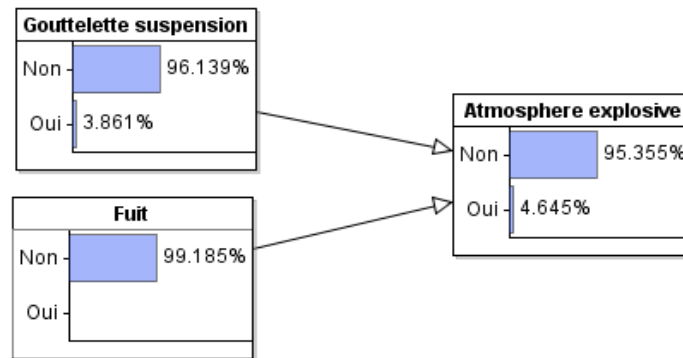 Gouttelette suspension
Non 96.139%
Oui 3.861%
Atmosphere explosive
Non 95.355%
Oui 4.645%
Fuit
Non 99.185%
Oui